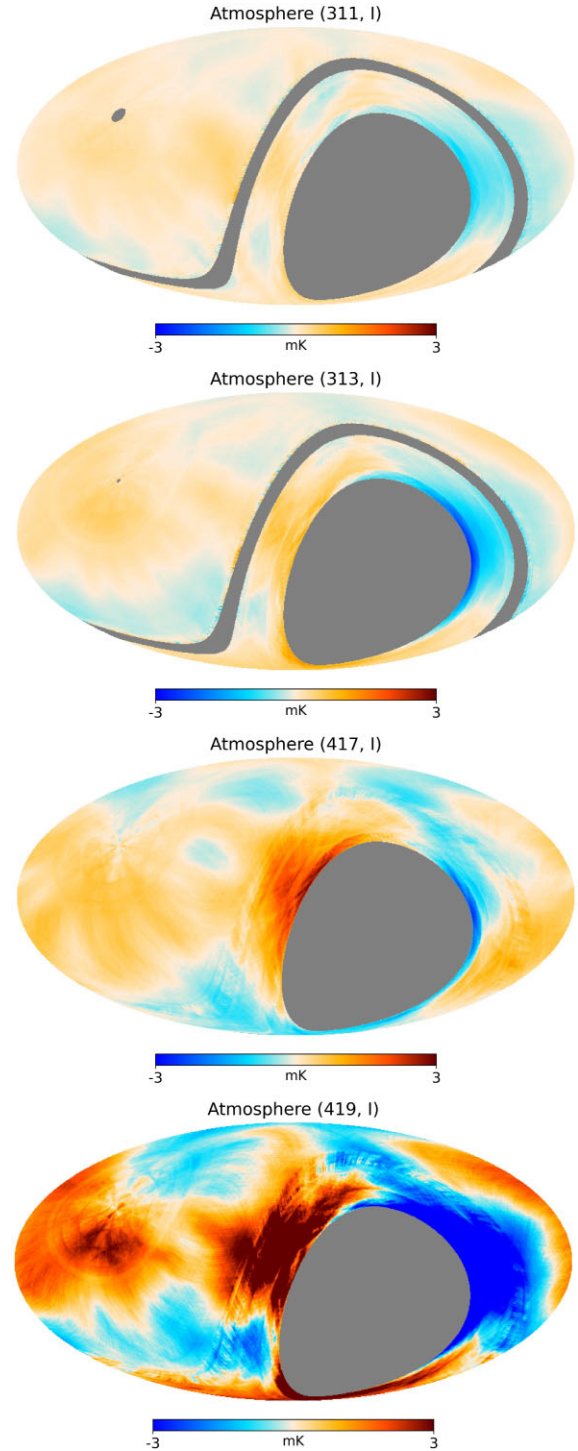 Atmosphere (311, I)
-3 mK 3
Atmosphere (313, I)
-3 mK 3
Atmosphere (417, I)
-3 mK 3
Atmosphere (419, I)
-3 mK 3